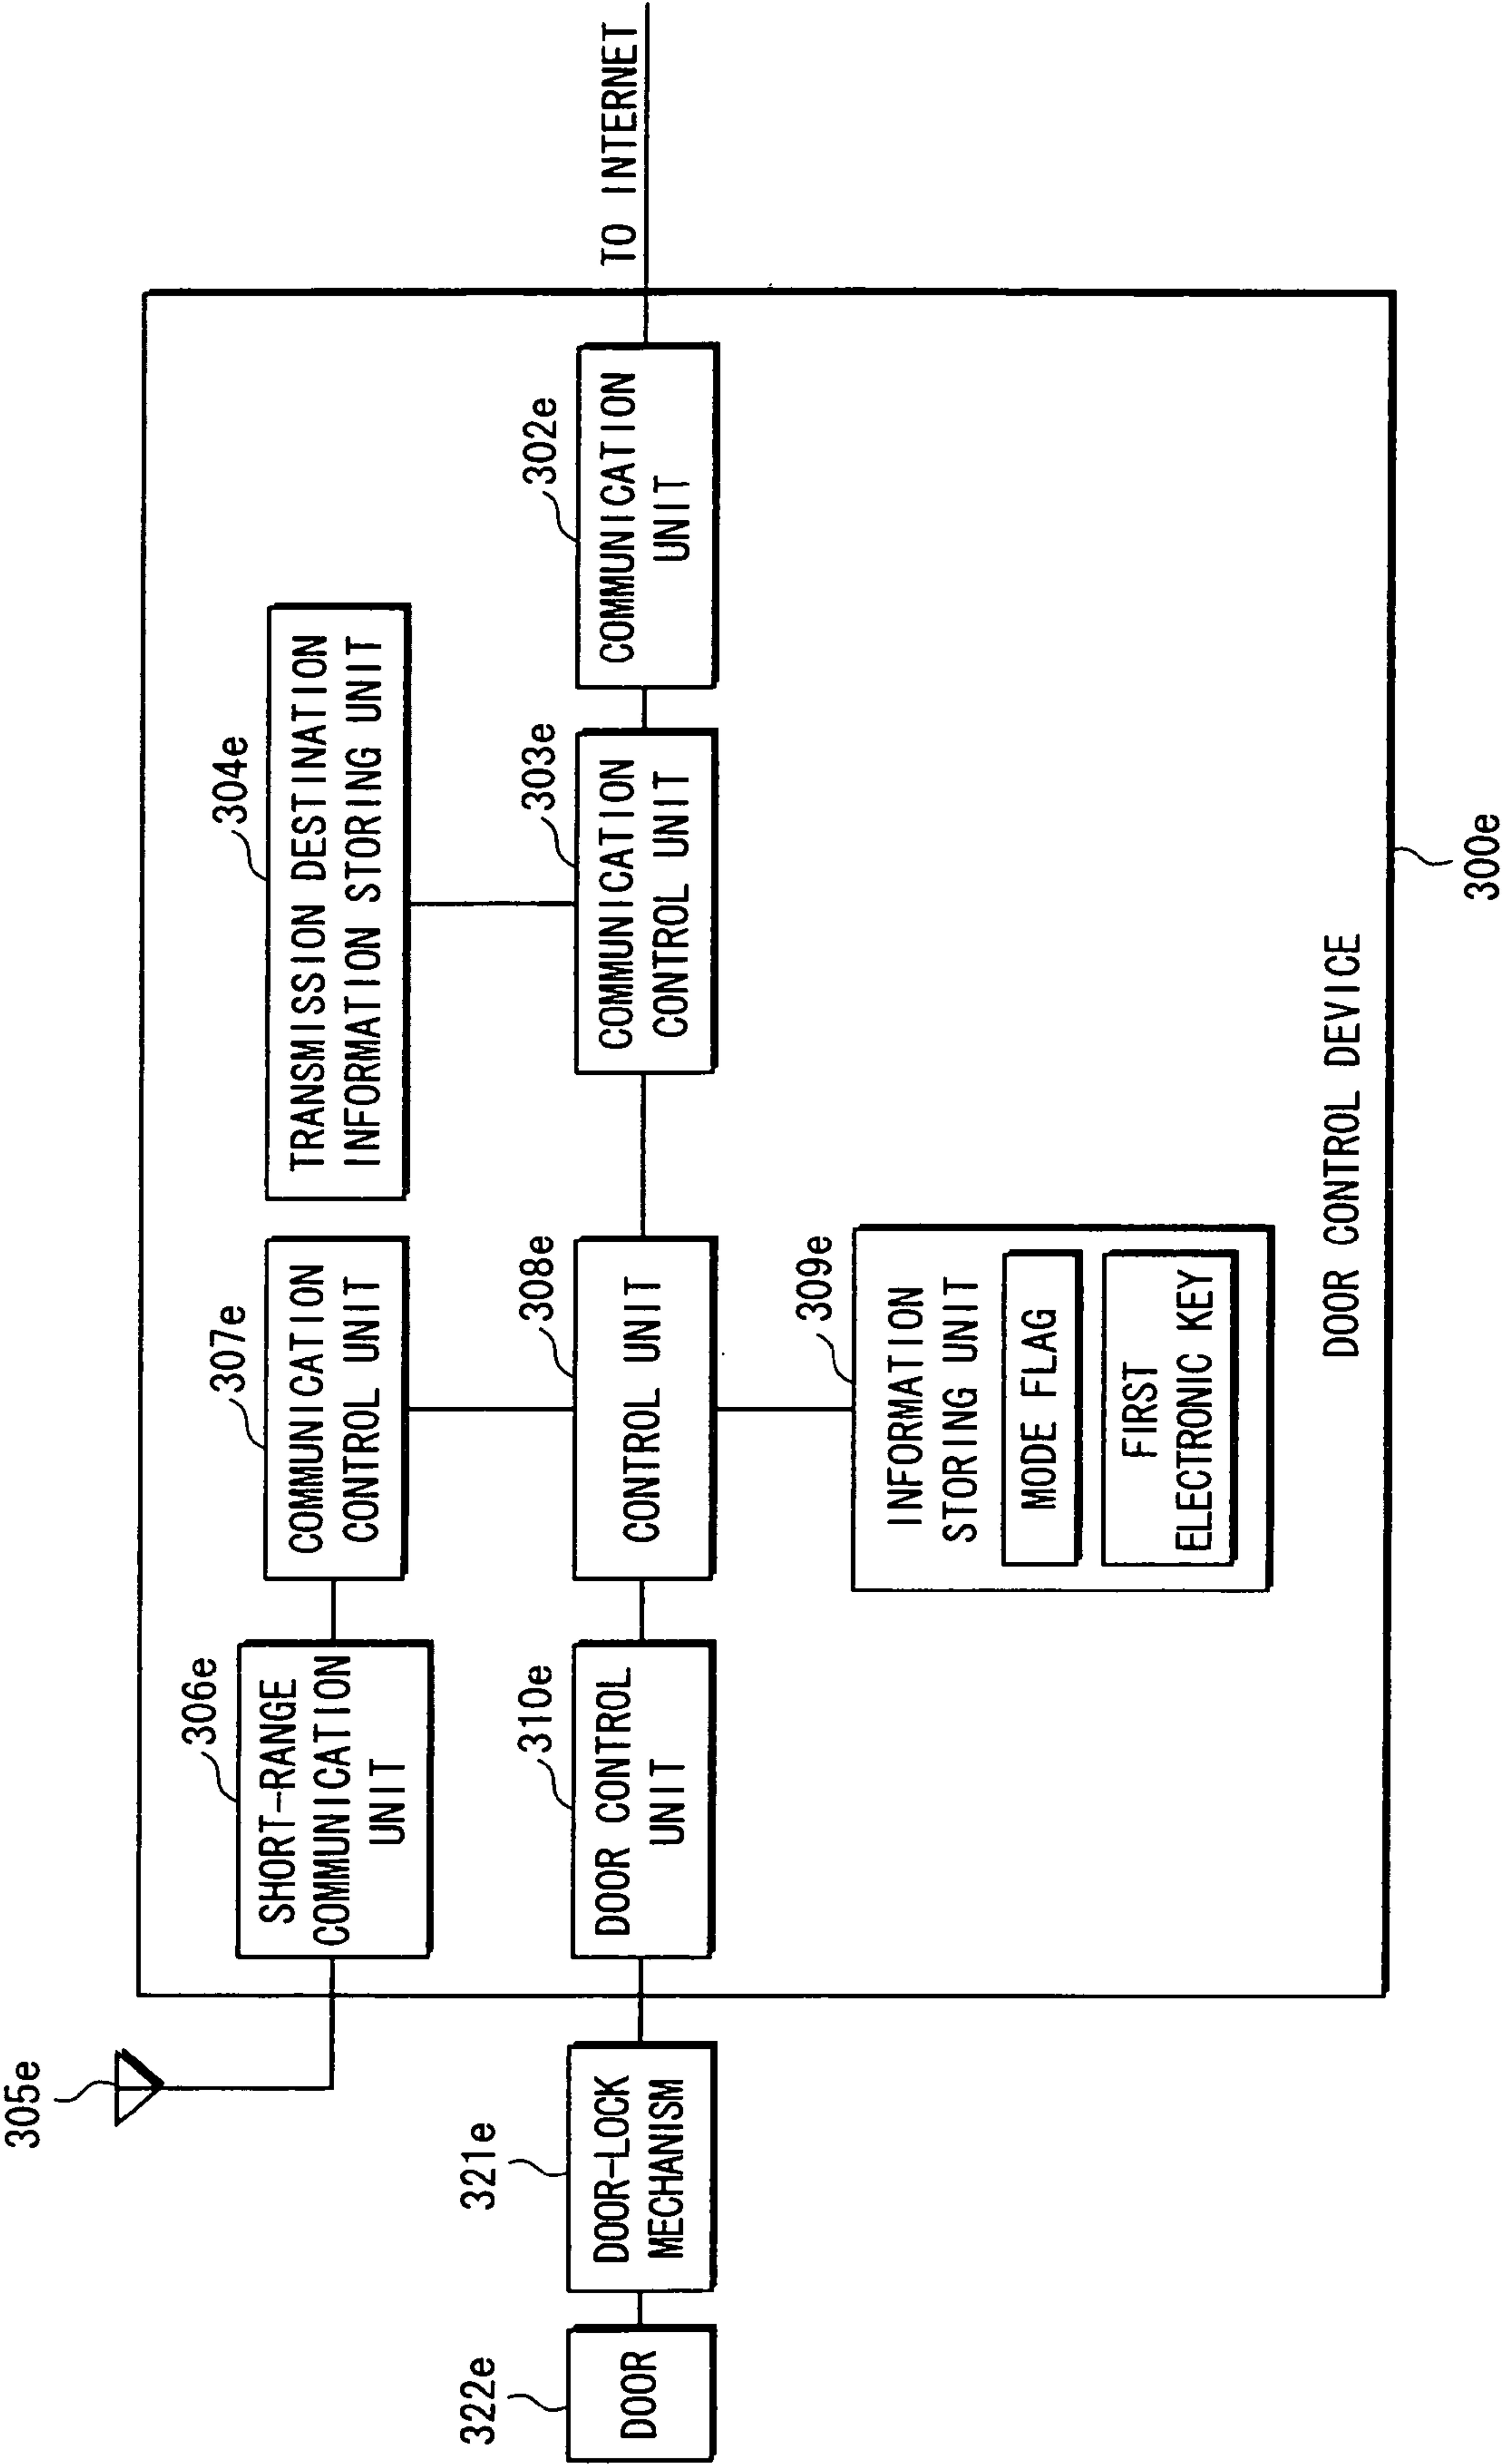 305e
306e
SHORT-RANGE
COMMUNICATION
UNIT
307e
COMMUNICATION
CONTROL UNIT
304e
TRANSMISSION DESTINATION
INFORMATION STORING UNIT
322e
DOOR
321e
DOOR-LOCK
MECHANISM
310e
DOOR CONTROL
UNIT
308e
CONTROL UNIT
303e
COMMUNICATION
CONTROL UNIT
302e
COMMUNICATION
UNIT
TO INTERNET
309e
INFORMATION
STORING UNIT
MODE FLAG
FIRST
ELECTRONIC KEY
DOOR CONTROL DEVICE
300e